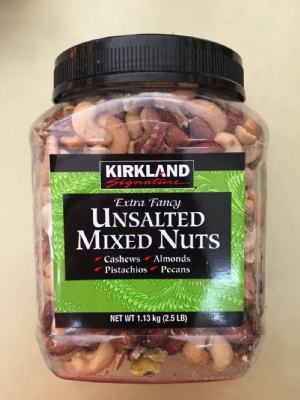 KIRKLAND
Signature
Extra Fancy
UNSALTED
MIXED NUTS
Cashews Almonds
Pistachios Pecans
NET WT 1.13 kg (2.5 LB)